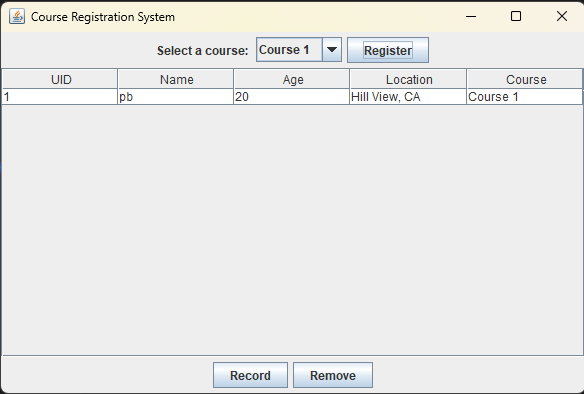 Course Registration System
Select a course: Course 1 Register
UID Name Age Location Course
1 pb 20 Hill View, CA Course 1
Record Remove